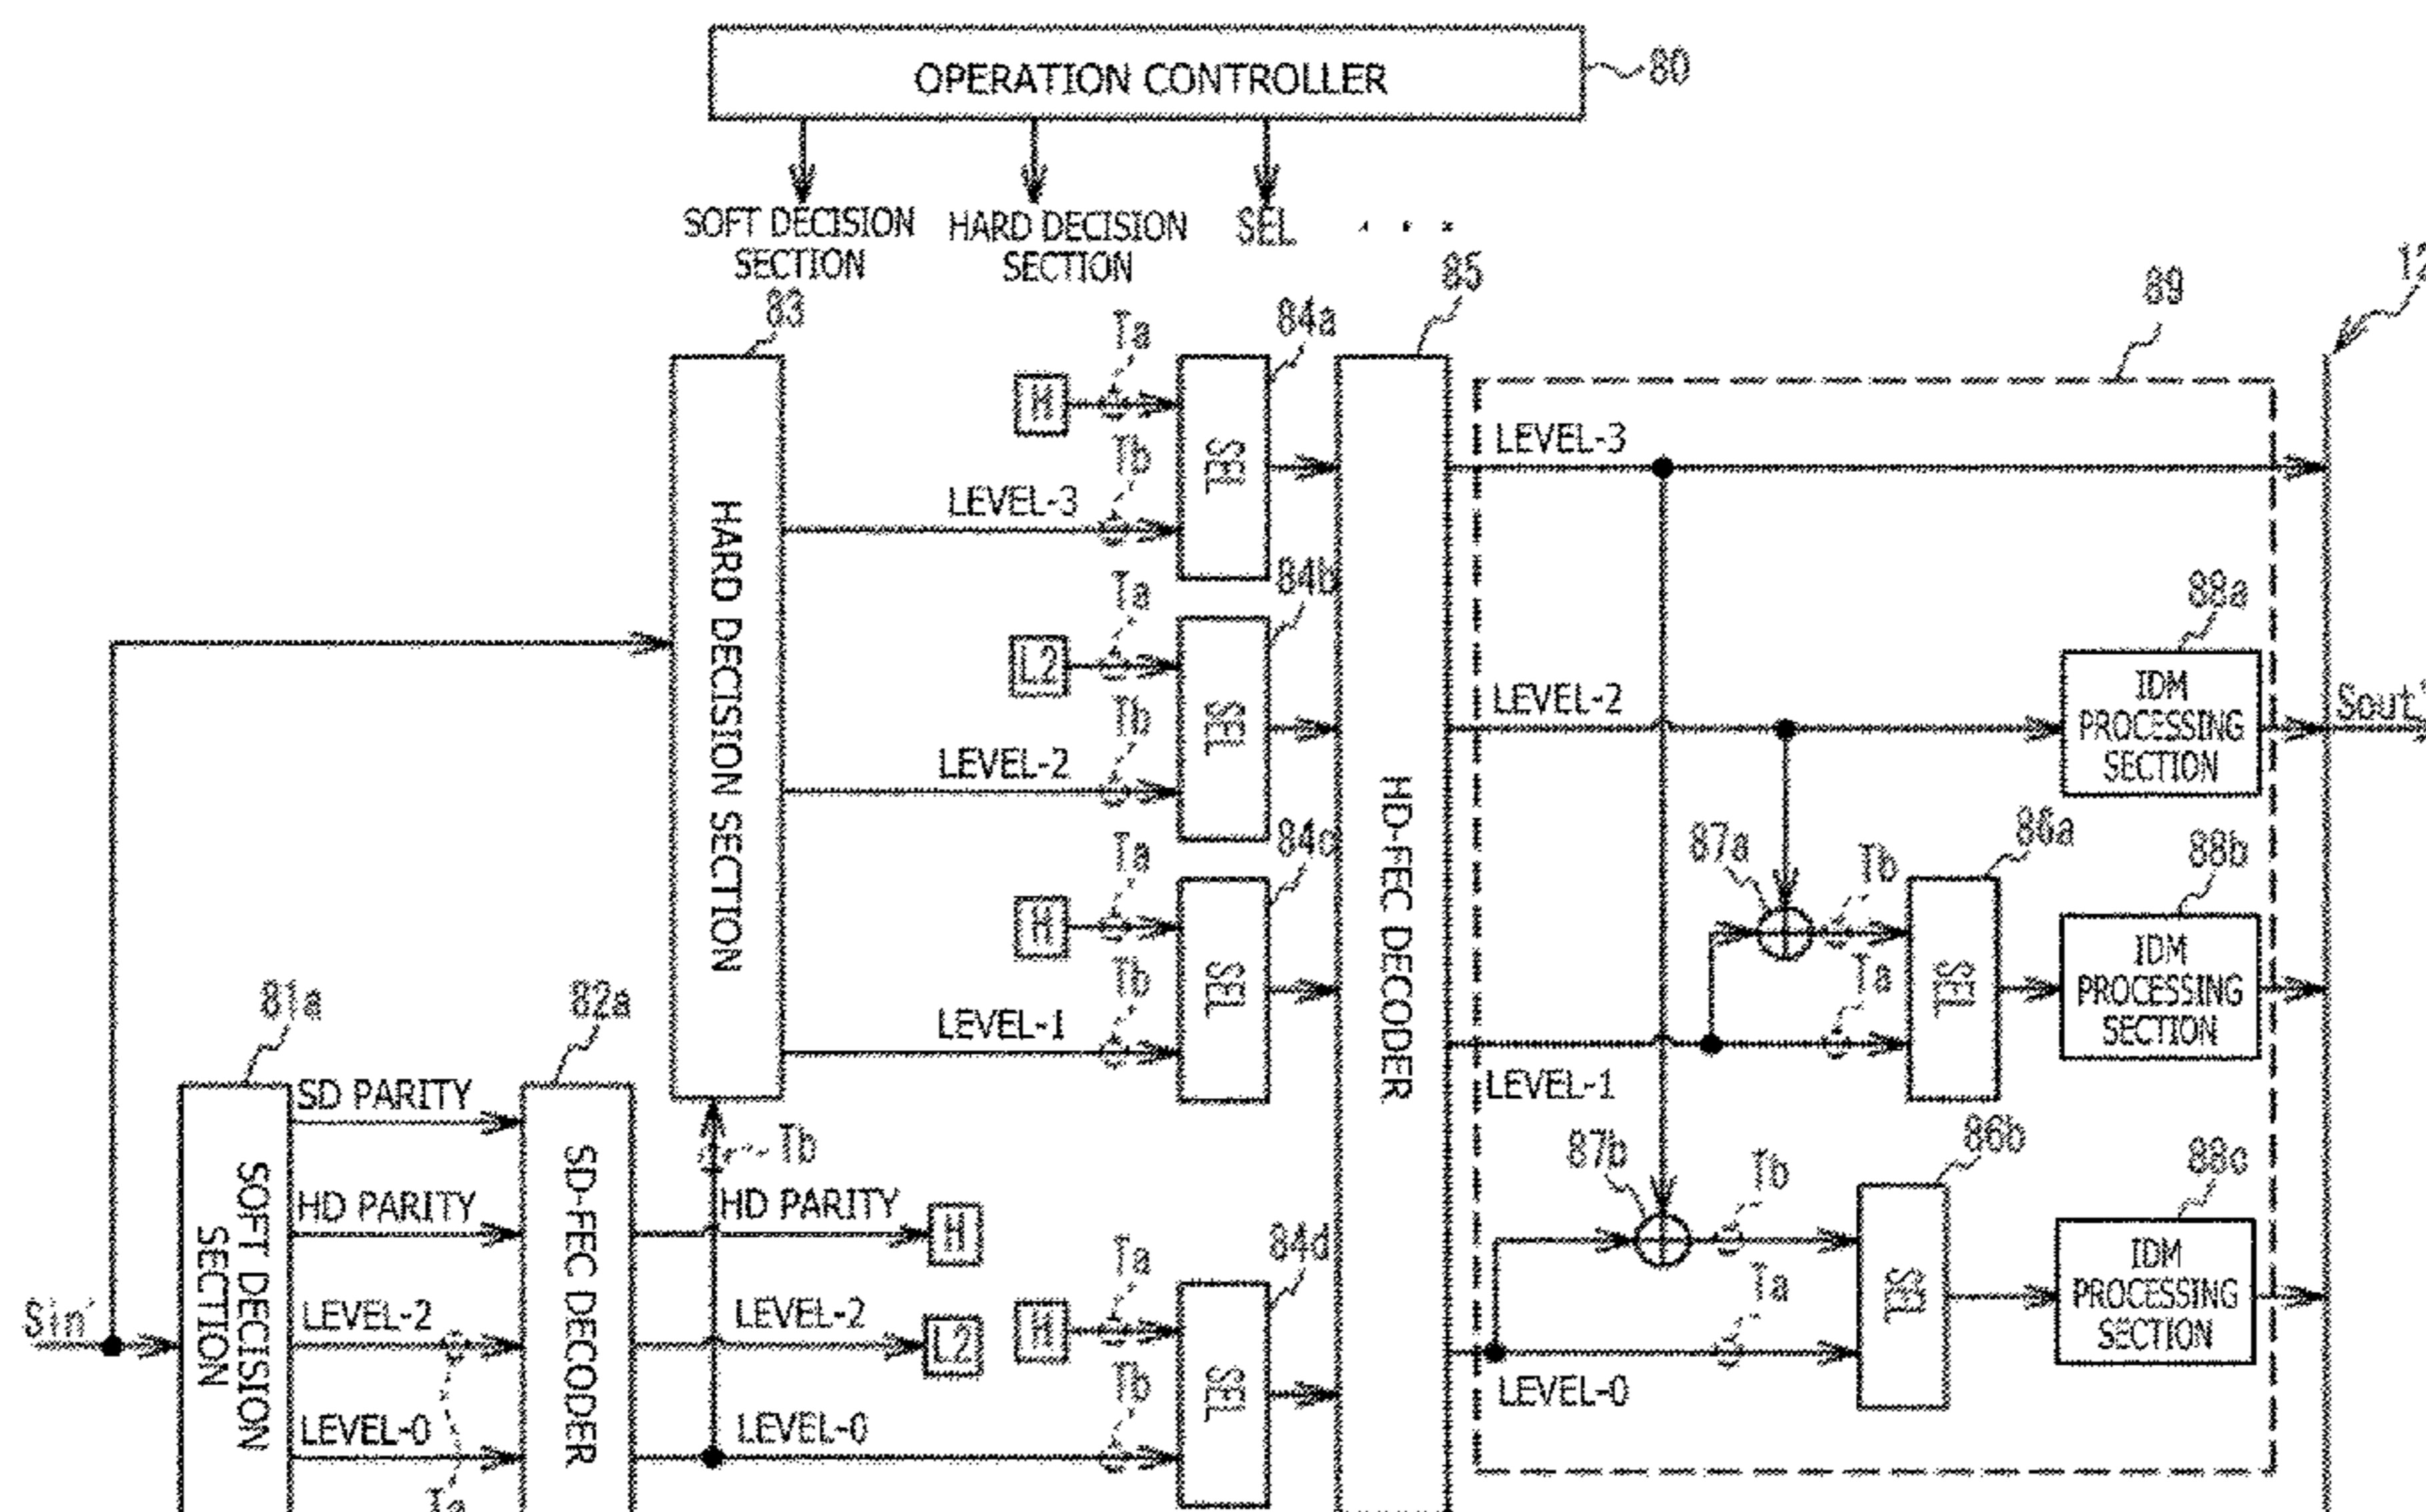 OPERATION CONTROLLER
80
SOFT DECISION
SECTION
HARD DECISION
SECTION
SEL
. . .
83
Ta
84a
85
89
12
H
Tb
SEL
LEVEL-3
LEVEL-3
HARD DECISION SECTION
Ta
84b
88a
L2
Tb
SEL
LEVEL-2
LEVEL-2
IDM
PROCESSING
SECTION
Sout'
HD-FEC DECODER
Ta
84c
87a
Tb
86a
88b
H
Tb
SEL
Ta
SEL
IDM
PROCESSING
SECTION
LEVEL-1
LEVEL-1
81a
82a
SD PARITY
Tb
87b
Tb
86b
88c
HD PARITY
HD PARITY
H
SOFT DECISION
SECTION
SD-FEC DECODER
Ta
84d
Ta
SEL
IDM
PROCESSING
SECTION
Sin'
LEVEL-2
LEVEL-2
L2
H
Tb
SEL
LEVEL-0
LEVEL-0
LEVEL-0
Ta